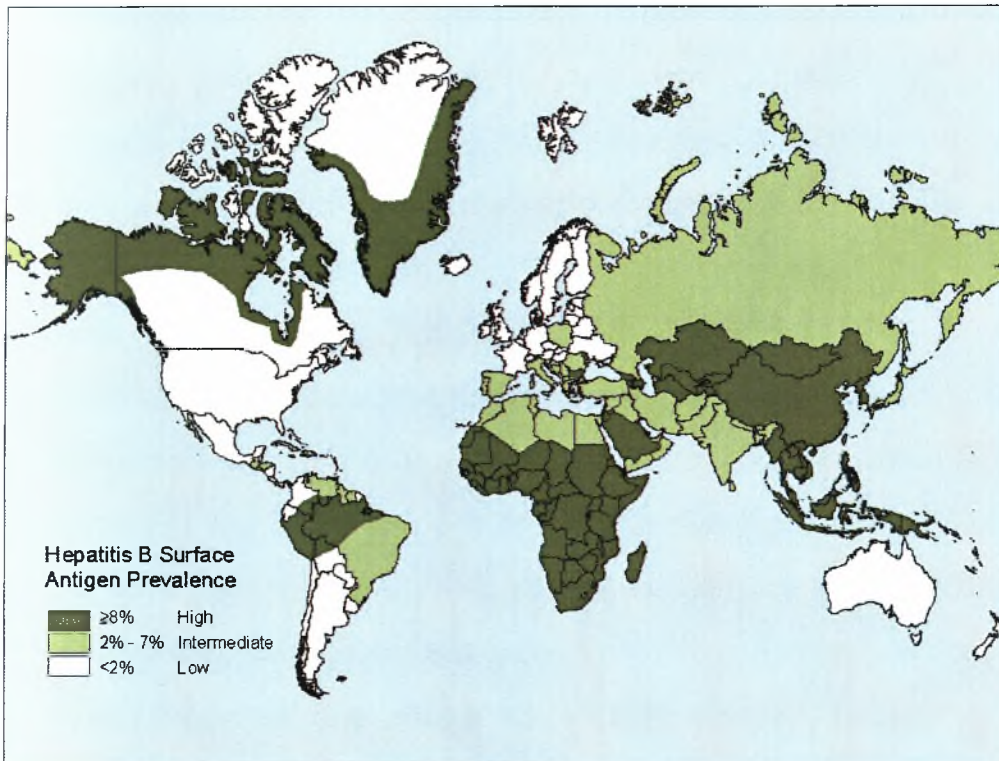 Hepatitis B Surface
Antigen Prevalence
≥8% High
2% - 7% Intermediate
<2% Low